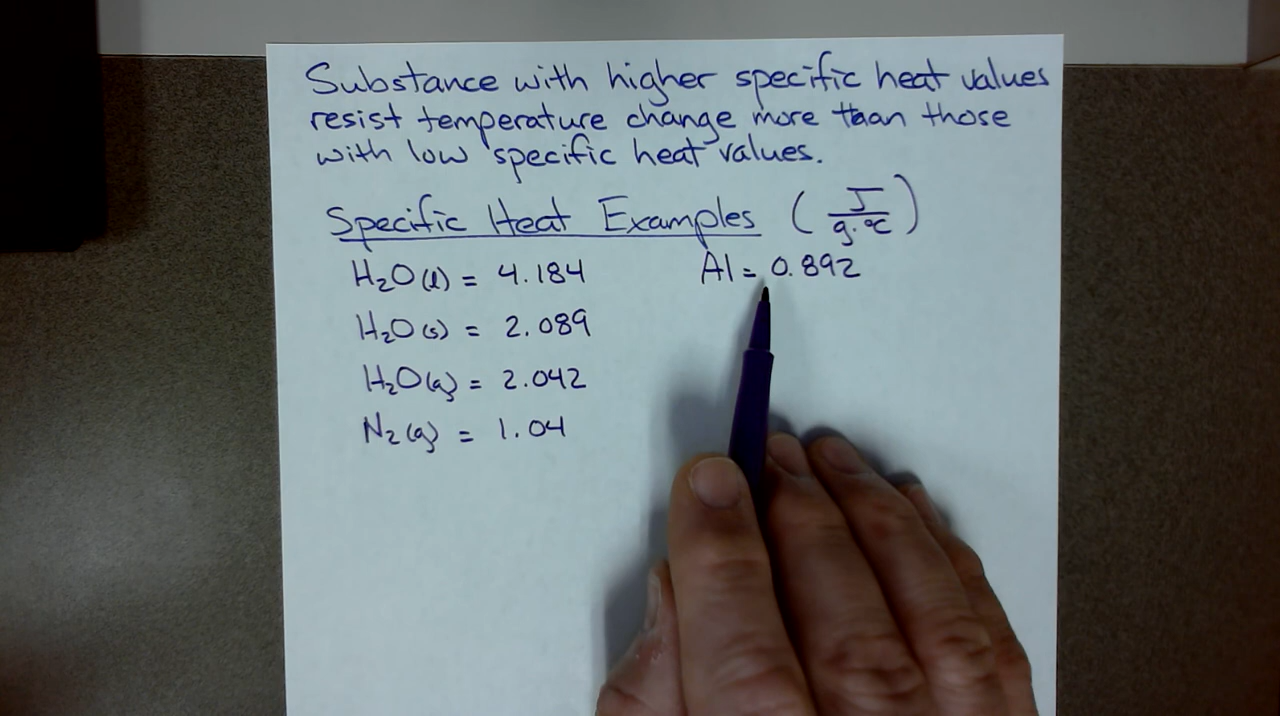 Substance with higher specific heat values
resist temperature change more than those
with low specific heat values.
Specific Heat Examples (J/g·°C)
H₂O(l) = 4.184
Al = 0.892
H₂O(s) = 2.089
H₂O(g) = 2.042
N₂(g) = 1.04